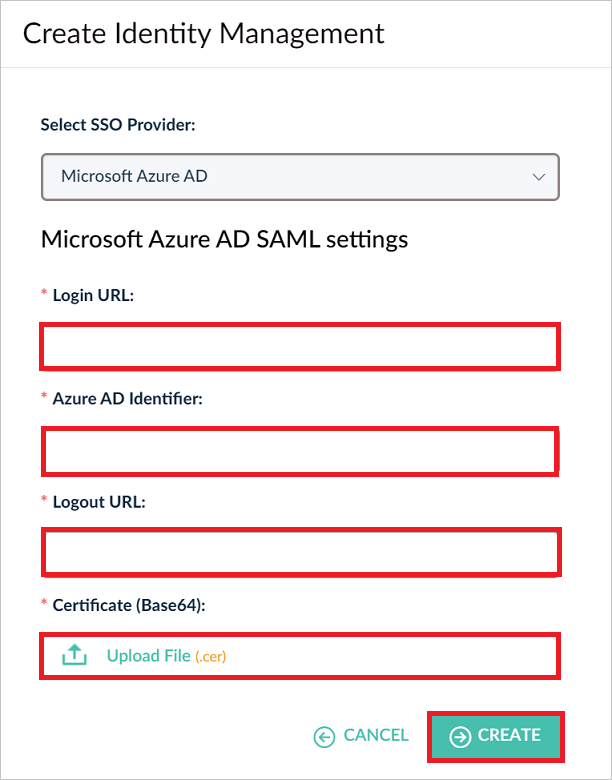 Create Identity Management
Select SSO Provider:
Microsoft Azure AD
Microsoft Azure AD SAML settings
* Login URL:
* Azure AD Identifier:
* Logout URL:
* Certificate (Base64):
Upload File (.cer)
CANCEL CREATE